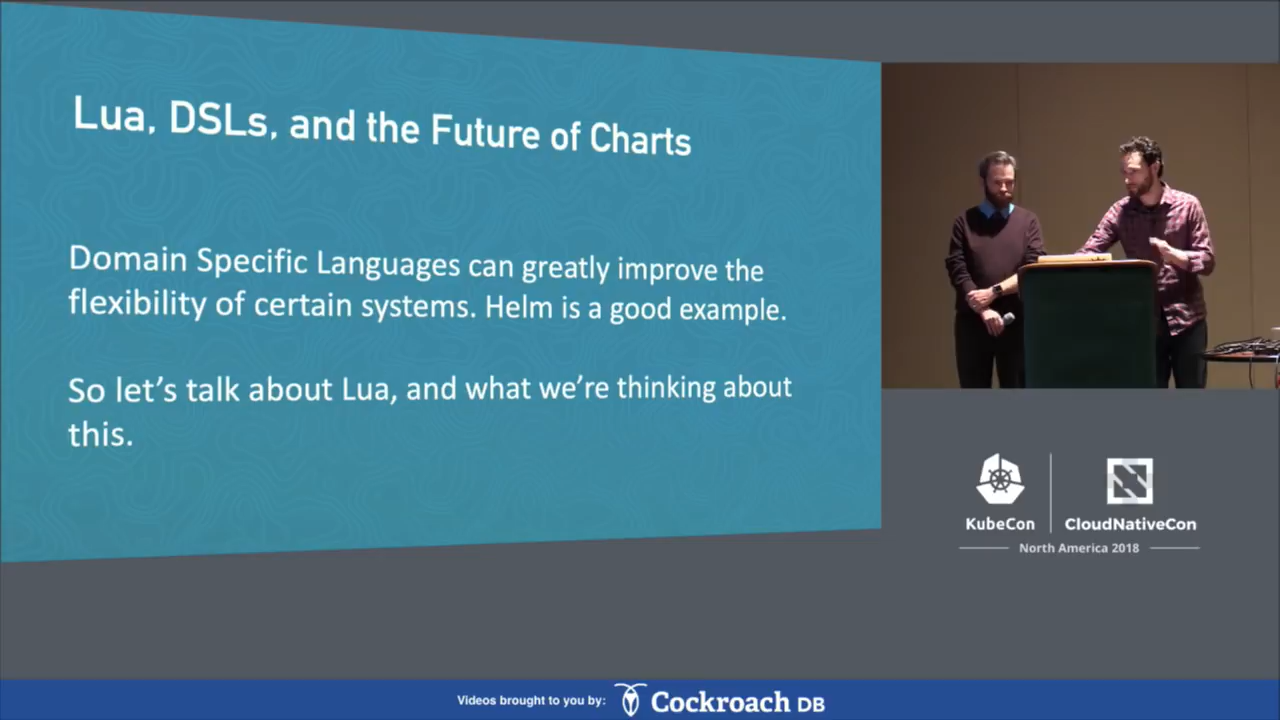 Lua, DSLs, and the Future of Charts
Domain Specific Languages can greatly improve the
flexibility of certain systems. Helm is a good example.
So let’s talk about Lua, and what we’re thinking about
this.
KubeCon
CloudNativeCon
North America 2018
Videos brought to you by:
Cockroach DB